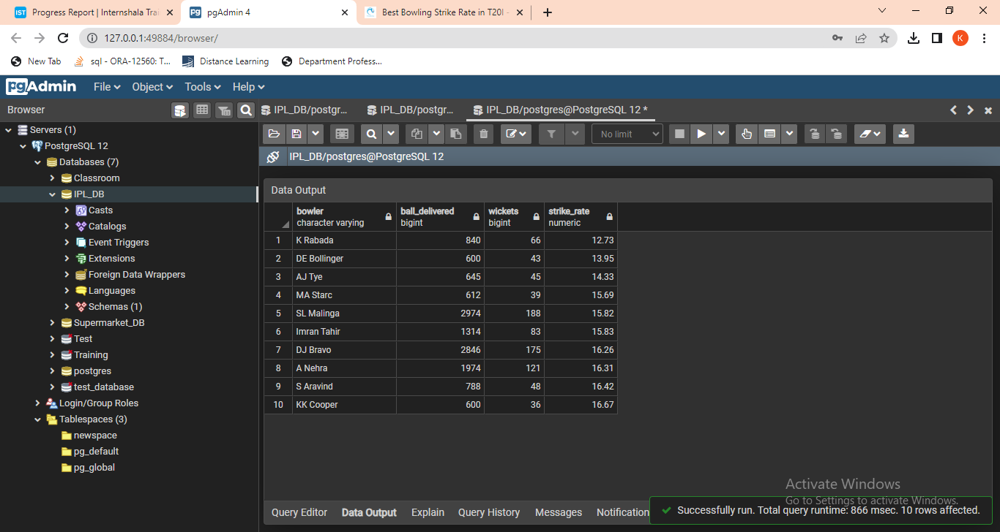 IST Progress Report | Internshala Trai
pgAdmin 4
Best Bowling Strike Rate in T20I -
127.0.0.1:49884/browser/
K
New Tab
sql - ORA-12560: T...
Distance Learning
Department Profess...
pgAdmin File Object Tools Help
Browser
IPL_DB/postgr...
IPL_DB/postgr...
IPL_DB/postgres@PostgreSQL 12 *
Servers (1)
PostgreSQL 12
Databases (7)
Classroom
IPL_DB
Casts
Catalogs
Event Triggers
Extensions
Foreign Data Wrappers
Languages
Schemas (1)
Supermarket_DB
Test
Training
postgres
test_database
Login/Group Roles
Tablespaces (3)
newspace
pg_default
pg_global
No limit
IPL_DB/postgres@PostgreSQL 12
Data Output
bowler ball_delivered wickets strike_rate
character varying bigint bigint numeric
1 K Rabada 840 66 12.73
2 DE Bollinger 600 43 13.95
3 AJ Tye 645 45 14.33
4 MA Starc 612 39 15.69
5 SL Malinga 2974 188 15.82
6 Imran Tahir 1314 83 15.83
7 DJ Bravo 2846 175 16.26
8 A Nehra 1974 121 16.31
9 S Aravind 788 48 16.42
10 KK Cooper 600 36 16.67
Activate Windows
Go to Settings to activate Windows.
Query Editor Data Output Explain Query History Messages Notification
Successfully run. Total query runtime: 866 msec. 10 rows affected.